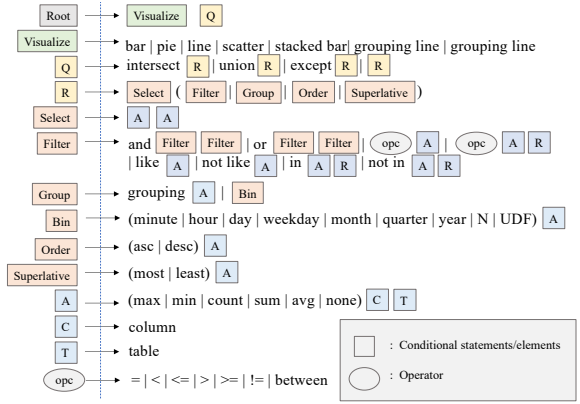 Root Visualize Q
Visualize bar | pie | line | scatter | stacked bar| grouping line | grouping line
Q intersect R | union R | except R | R
R Select ( Filter | Group | Order | Superlative )
Select A A
Filter and Filter Filter | or Filter Filter | opc A | opc A R
| like A | not like A | in A R | not in A R
Group grouping A | Bin
Bin (minute | hour | day | weekday | month | quarter | year | N | UDF) A
Order (asc | desc) A
Superlative (most | least) A
A (max | min | count | sum | avg | none) C T
C column
T table
opc = | < | <= | > | >= | != | between
: Conditional statements/elements
: Operator